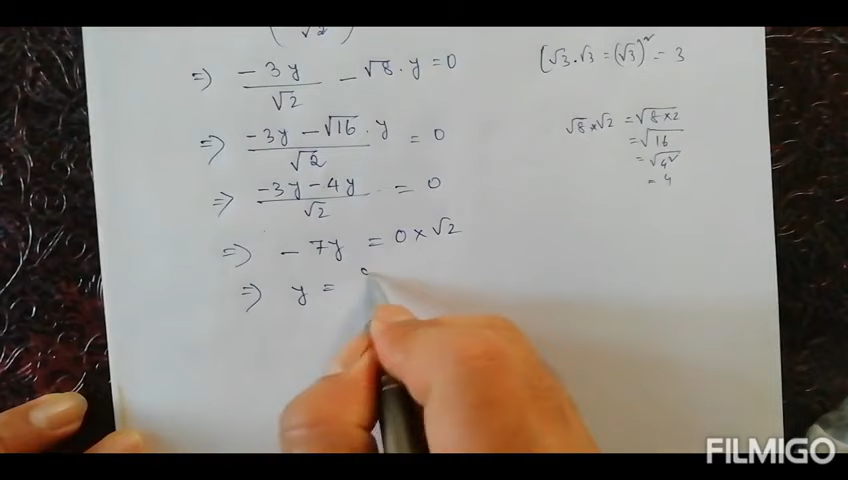 (√2)
=> -3y/√2 - √8 . y = 0
(√3.√3 = (√3)² = 3
=> (-3y - √16 . y)/√2 = 0
√8 x √2 = √(8x2)
= √16
= √4²
= 4
=> (-3y - 4y)/√2 = 0
=> - 7y = 0 x √2
=> y =
FILMIGO